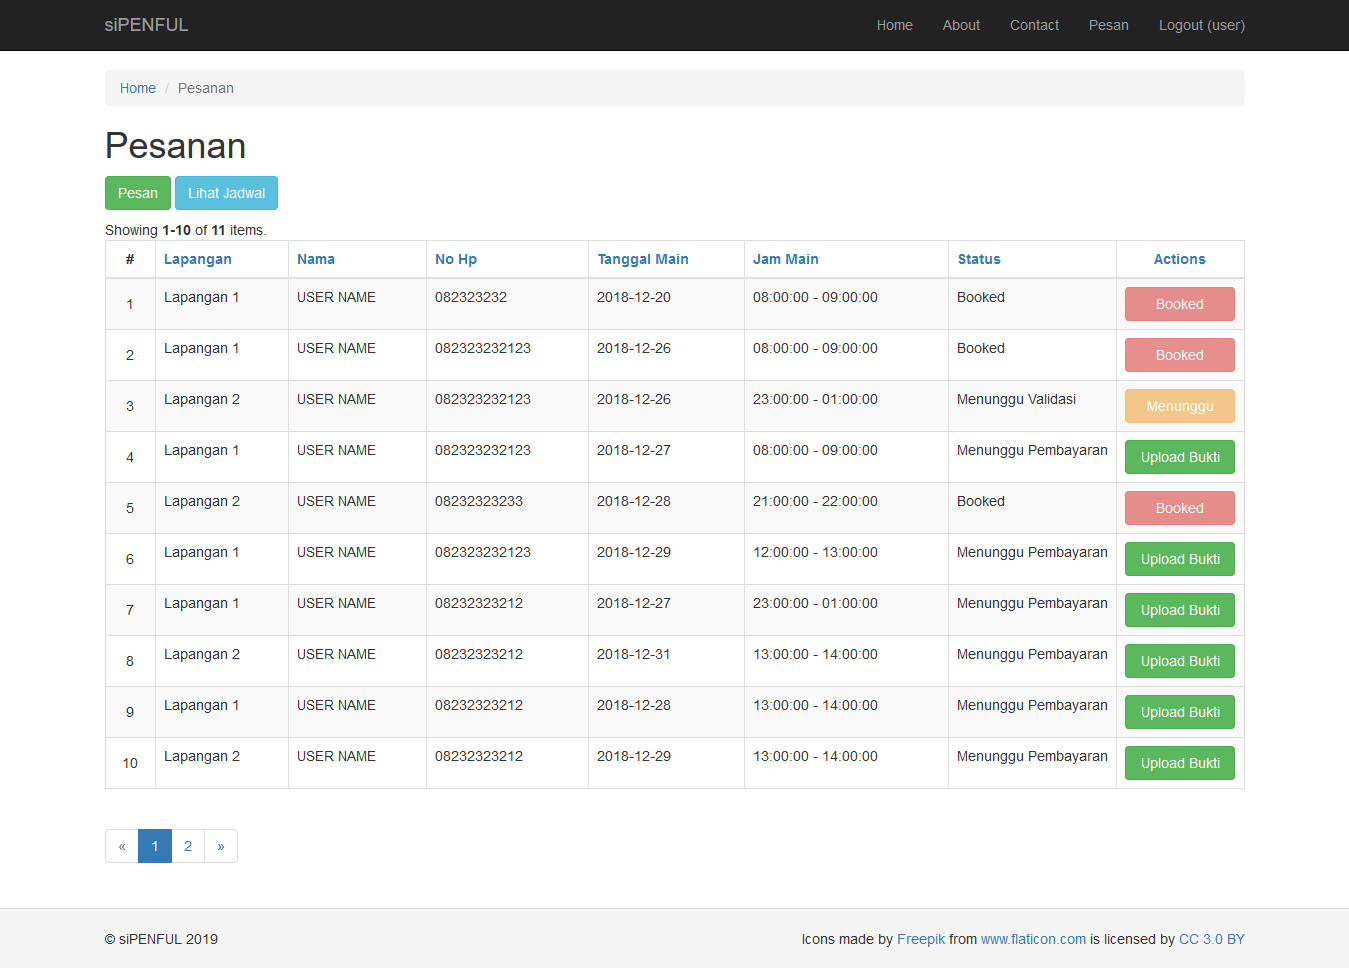 siPENFUL Home About Contact Pesan Logout (user)
Home / Pesanan
Pesanan
Pesan Lihat Jadwal
Showing 1-10 of 11 items.
# Lapangan Nama No Hp Tanggal Main Jam Main Status Actions
1 Lapangan 1 USER NAME 082323232 2018-12-20 08:00:00 - 09:00:00 Booked Booked
2 Lapangan 1 USER NAME 082323232123 2018-12-26 08:00:00 - 09:00:00 Booked Booked
3 Lapangan 2 USER NAME 082323232123 2018-12-26 23:00:00 - 01:00:00 Menunggu Validasi Menunggu
4 Lapangan 1 USER NAME 082323232123 2018-12-27 08:00:00 - 09:00:00 Menunggu Pembayaran Upload Bukti
5 Lapangan 2 USER NAME 08232323233 2018-12-28 21:00:00 - 22:00:00 Booked Booked
6 Lapangan 1 USER NAME 082323232123 2018-12-29 12:00:00 - 13:00:00 Menunggu Pembayaran Upload Bukti
7 Lapangan 1 USER NAME 08232323212 2018-12-27 23:00:00 - 01:00:00 Menunggu Pembayaran Upload Bukti
8 Lapangan 2 USER NAME 08232323212 2018-12-31 13:00:00 - 14:00:00 Menunggu Pembayaran Upload Bukti
9 Lapangan 1 USER NAME 08232323212 2018-12-28 13:00:00 - 14:00:00 Menunggu Pembayaran Upload Bukti
10 Lapangan 2 USER NAME 08232323212 2018-12-29 13:00:00 - 14:00:00 Menunggu Pembayaran Upload Bukti
« 1 2 »
© siPENFUL 2019 Icons made by Freepik from www.flaticon.com is licensed by CC 3.0 BY